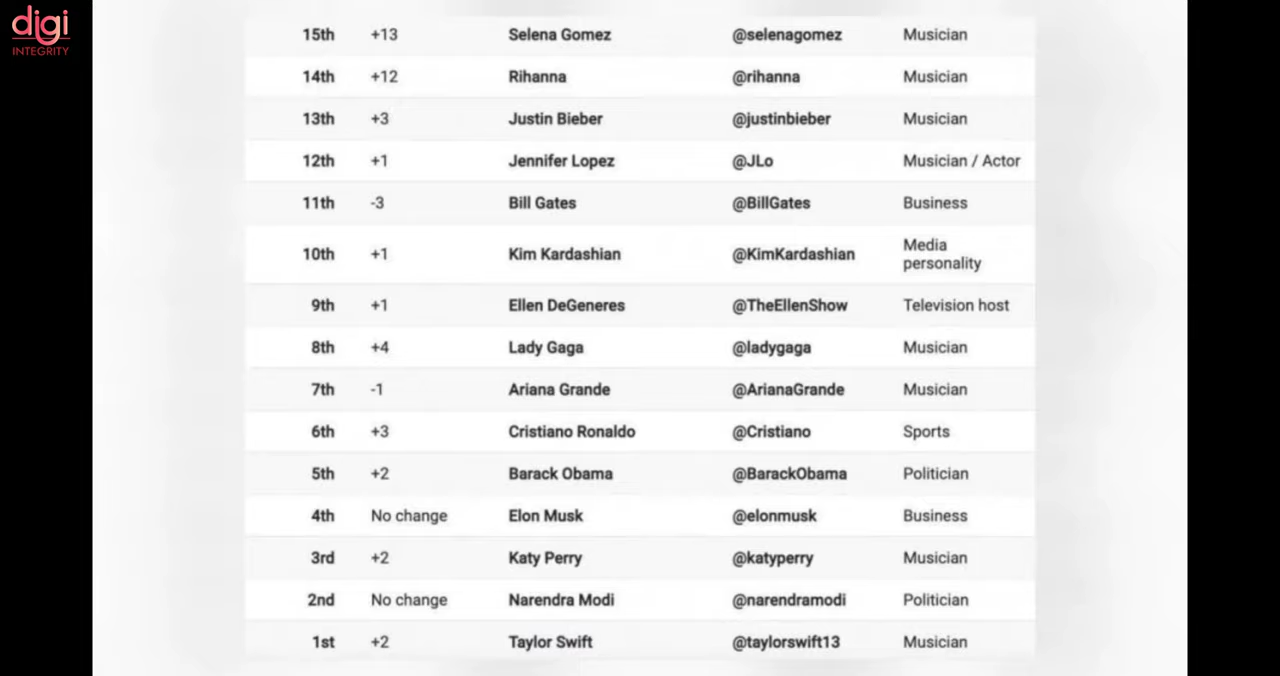 digi
INTEGRITY
15th +13 Selena Gomez @selenagomez Musician
14th +12 Rihanna @rihanna Musician
13th +3 Justin Bieber @justinbieber Musician
12th +1 Jennifer Lopez @JLo Musician / Actor
11th -3 Bill Gates @BillGates Business
10th +1 Kim Kardashian @KimKardashian Media
personality
9th +1 Ellen DeGeneres @TheEllenShow Television host
8th +4 Lady Gaga @ladygaga Musician
7th -1 Ariana Grande @ArianaGrande Musician
6th +3 Cristiano Ronaldo @Cristiano Sports
5th +2 Barack Obama @BarackObama Politician
4th No change Elon Musk @elonmusk Business
3rd +2 Katy Perry @katyperry Musician
2nd No change Narendra Modi @narendramodi Politician
1st +2 Taylor Swift @taylorswift13 Musician